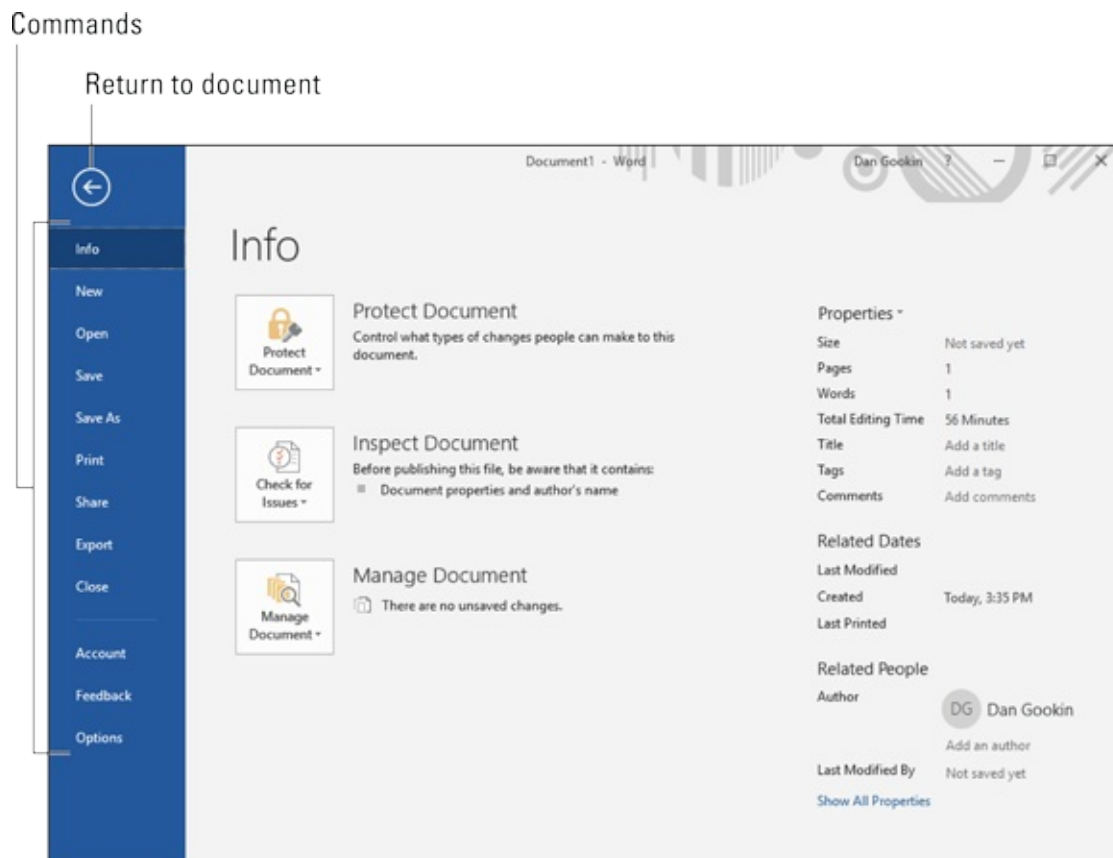 Commands
Return to document
Document1 - Word
Dan Gookin ?
Info
New
Open
Save
Save As
Print
Share
Export
Close
Account
Feedback
Options
Info
Protect
Document
Protect Document
Control what types of changes people can make to this
document.
Check for
Issues
Inspect Document
Before publishing this file, be aware that it contains:
Document properties and author's name
Manage
Document
Manage Document
There are no unsaved changes.
Properties
Size Not saved yet
Pages 1
Words 1
Total Editing Time 56 Minutes
Title Add a title
Tags Add a tag
Comments Add comments
Related Dates
Last Modified
Created Today, 3:35 PM
Last Printed
Related People
Author
DG Dan Gookin
Add an author
Last Modified By Not saved yet
Show All Properties